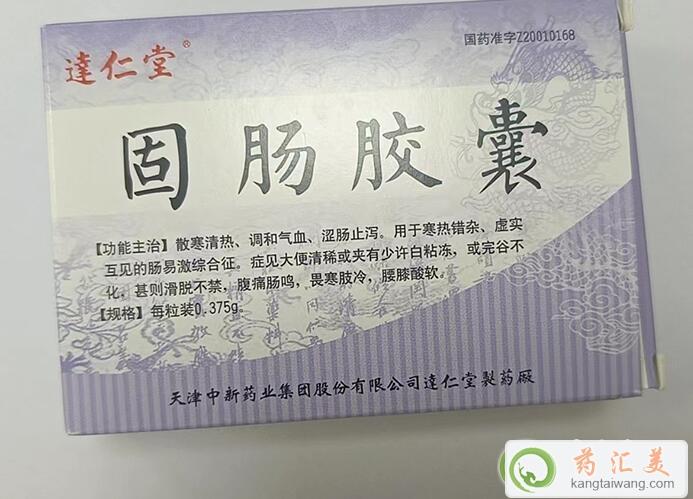 達仁堂®
国药准字Z20010168
固肠胶囊
【功能主治】散寒清热、调和气血、涩肠止泻。用于寒热错杂、虚实
互见的肠易激综合征。症见大便清稀或夹有少许白粘冻，或完谷不
化，甚则滑脱不禁，腹痛肠鸣，畏寒肢冷，腰膝酸软。
【规格】每粒装0.375g。
天津中新药业集团股份有限公司達仁堂製药厰
药汇美
kangtaiwang.com